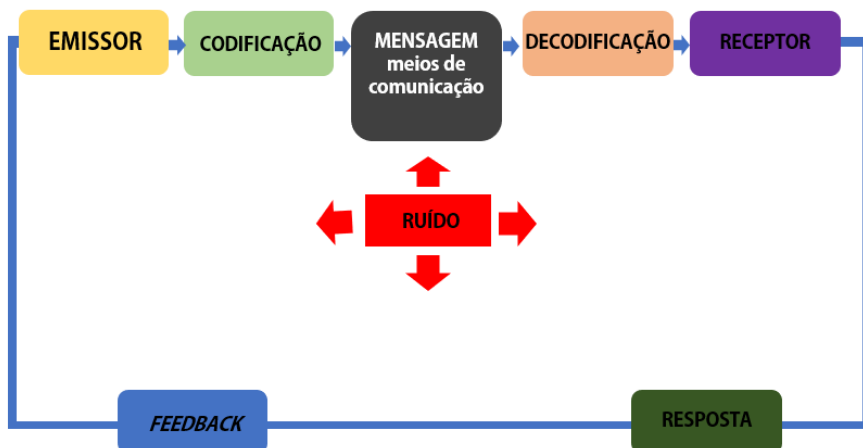 EMISSOR
CODIFICAÇÃO
MENSAGEM
meios de
comunicação
DECODIFICAÇÃO
RECEPTOR
RUÍDO
FEEDBACK
RESPOSTA